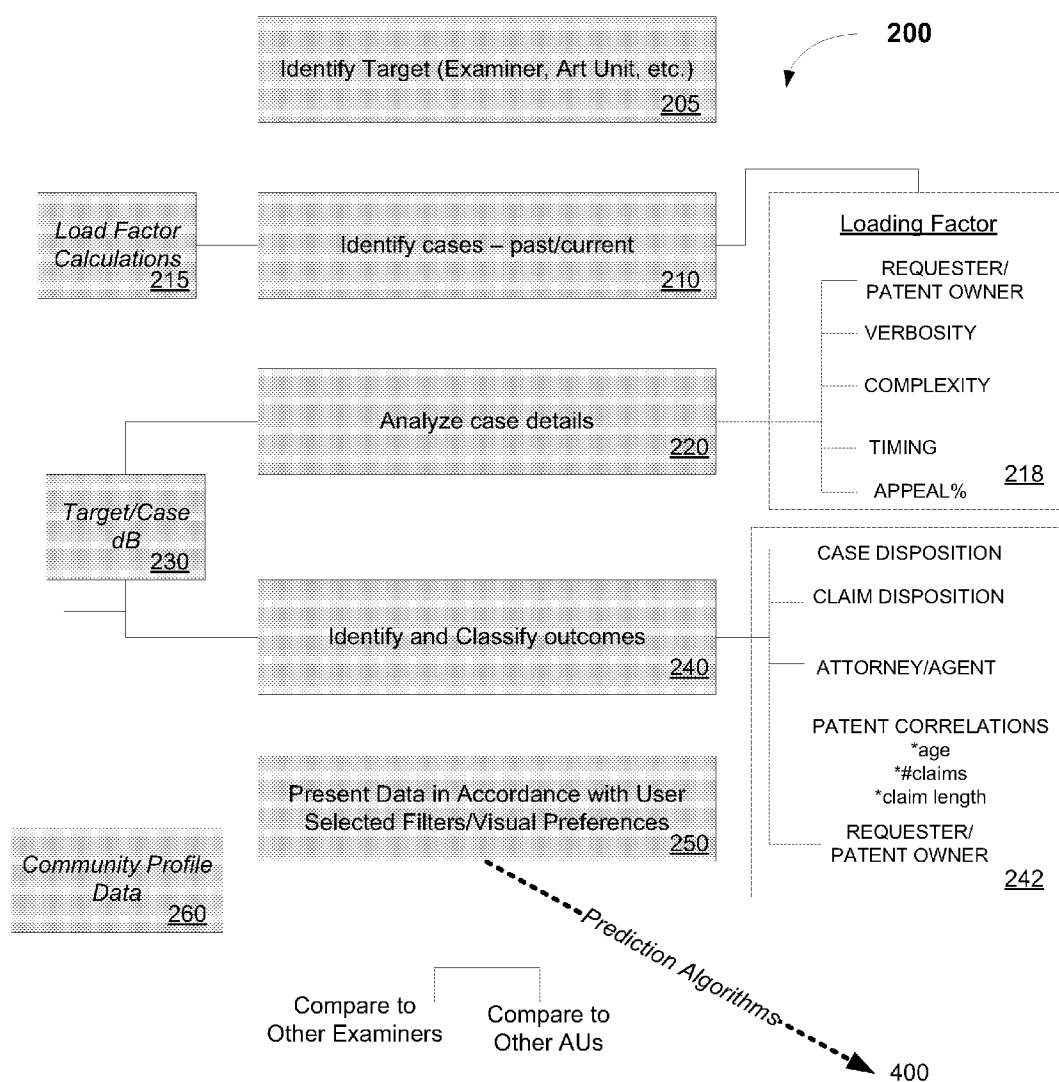 200
Identify Target (Examiner, Art Unit, etc.)
205
Load Factor
Calculations
215
Identify cases – past/current
210
Loading Factor
REQUESTER/
PATENT OWNER
VERBOSITY
COMPLEXITY
TIMING
APPEAL%
218
Analyze case details
220
Target/Case
dB
230
Identify and Classify outcomes
240
CASE DISPOSITION
CLAIM DISPOSITION
ATTORNEY/AGENT
PATENT CORRELATIONS
*age
*#claims
*claim length
REQUESTER/
PATENT OWNER
242
Present Data in Accordance with User
Selected Filters/Visual Preferences
250
Community Profile
Data
260
Prediction Algorithms
Compare to
Other Examiners
Compare to
Other AUs
400